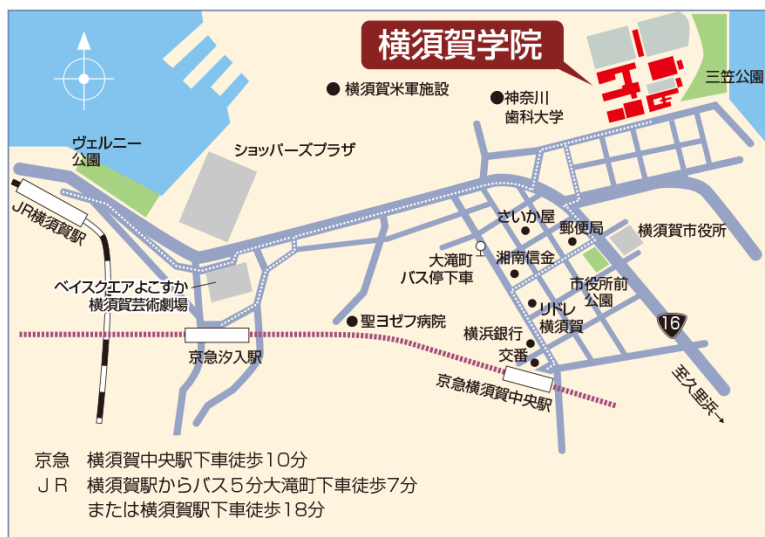 横須賀学院
三笠公園
横須賀米軍施設
神奈川
歯科大学
ヴェルニー
公園
ショッパーズプラザ
JR横須賀駅
さいか屋
郵便局
横須賀市役所
大滝町
バス停下車
湘南信金
市役所前
公園
ベイスクエアよこすか
横須賀芸術劇場
リドレ
横須賀
16
聖ヨゼフ病院
横浜銀行
交番
京急汐入駅
京急横須賀中央駅
至久里浜→
京急 横須賀中央駅下車徒歩10分
JR 横須賀駅からバス5分大滝町下車徒歩7分
または横須賀駅下車徒歩18分